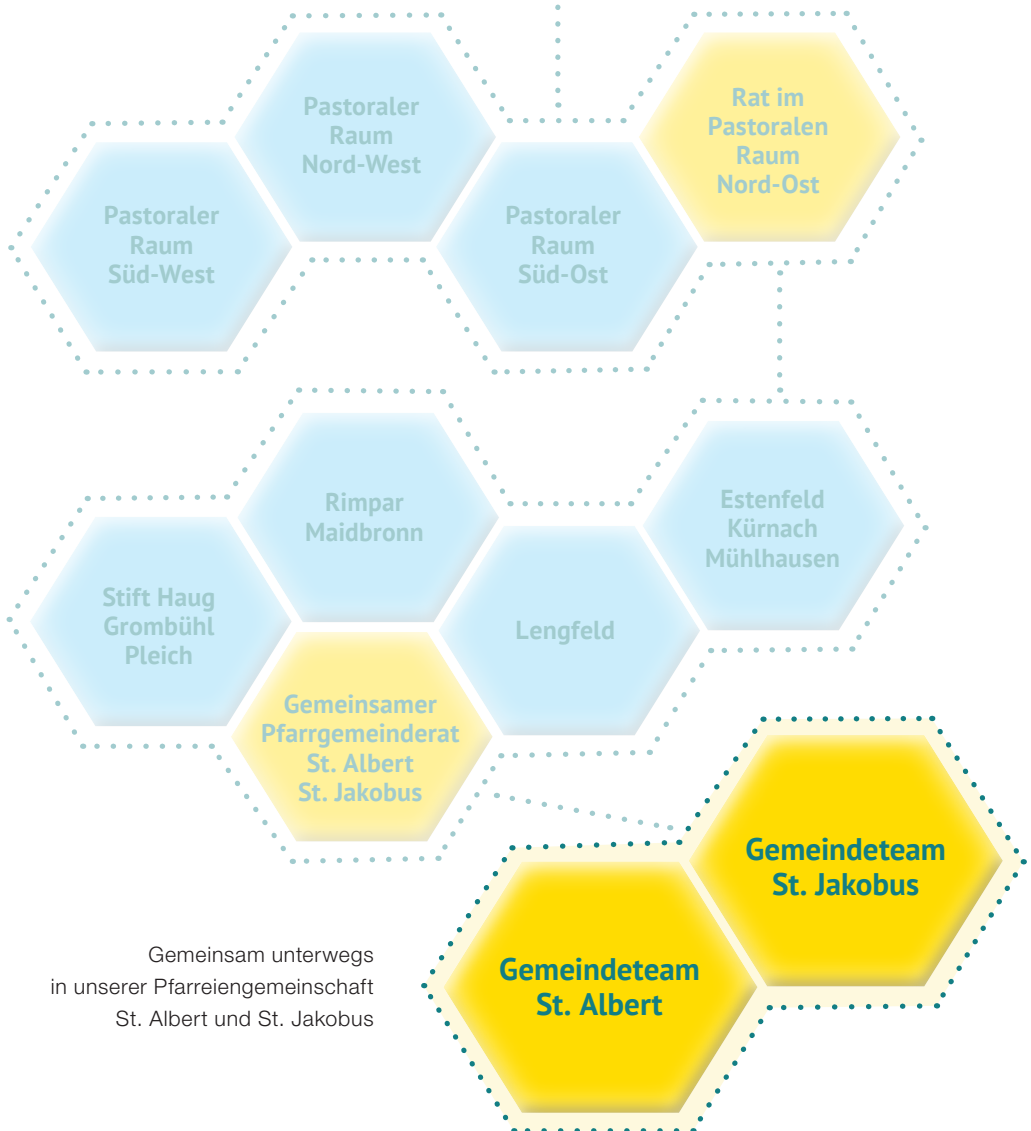 Pastoraler
Raum
Nord-West
Rat im
Pastoralen
Raum
Nord-Ost
Pastoraler
Raum
Süd-West
Pastoraler
Raum
Süd-Ost
Rimpar
Maidbronn
Estenfeld
Kürnach
Mühlhausen
Stift Haug
Grombühl
Pleich
Lengfeld
Gemeinsamer
Pfarrgemeinderat
St. Albert
St. Jakobus
Gemeindeteam
St. Jakobus
Gemeindeteam
St. Albert
Gemeinsam unterwegs
in unserer Pfarreiengemeinschaft
St. Albert und St. Jakobus